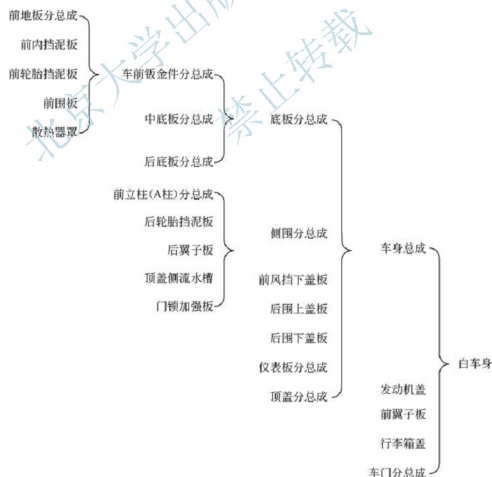 前地板分总成
前内挡泥板
前轮胎挡泥板
前围板
散热器罩
车前钣金件分总成
中底板分总成
后底板分总成
底板分总成
前立柱(A柱)分总成
后轮胎挡泥板
后翼子板
顶盖侧流水槽
门锁加强板
侧围分总成
前风挡下盖板
后围上盖板
后围下盖板
仪表板分总成
顶盖分总成
车身总成
发动机盖
前翼子板
行李箱盖
车门分总成
白车身
北京大学出版
禁止转载